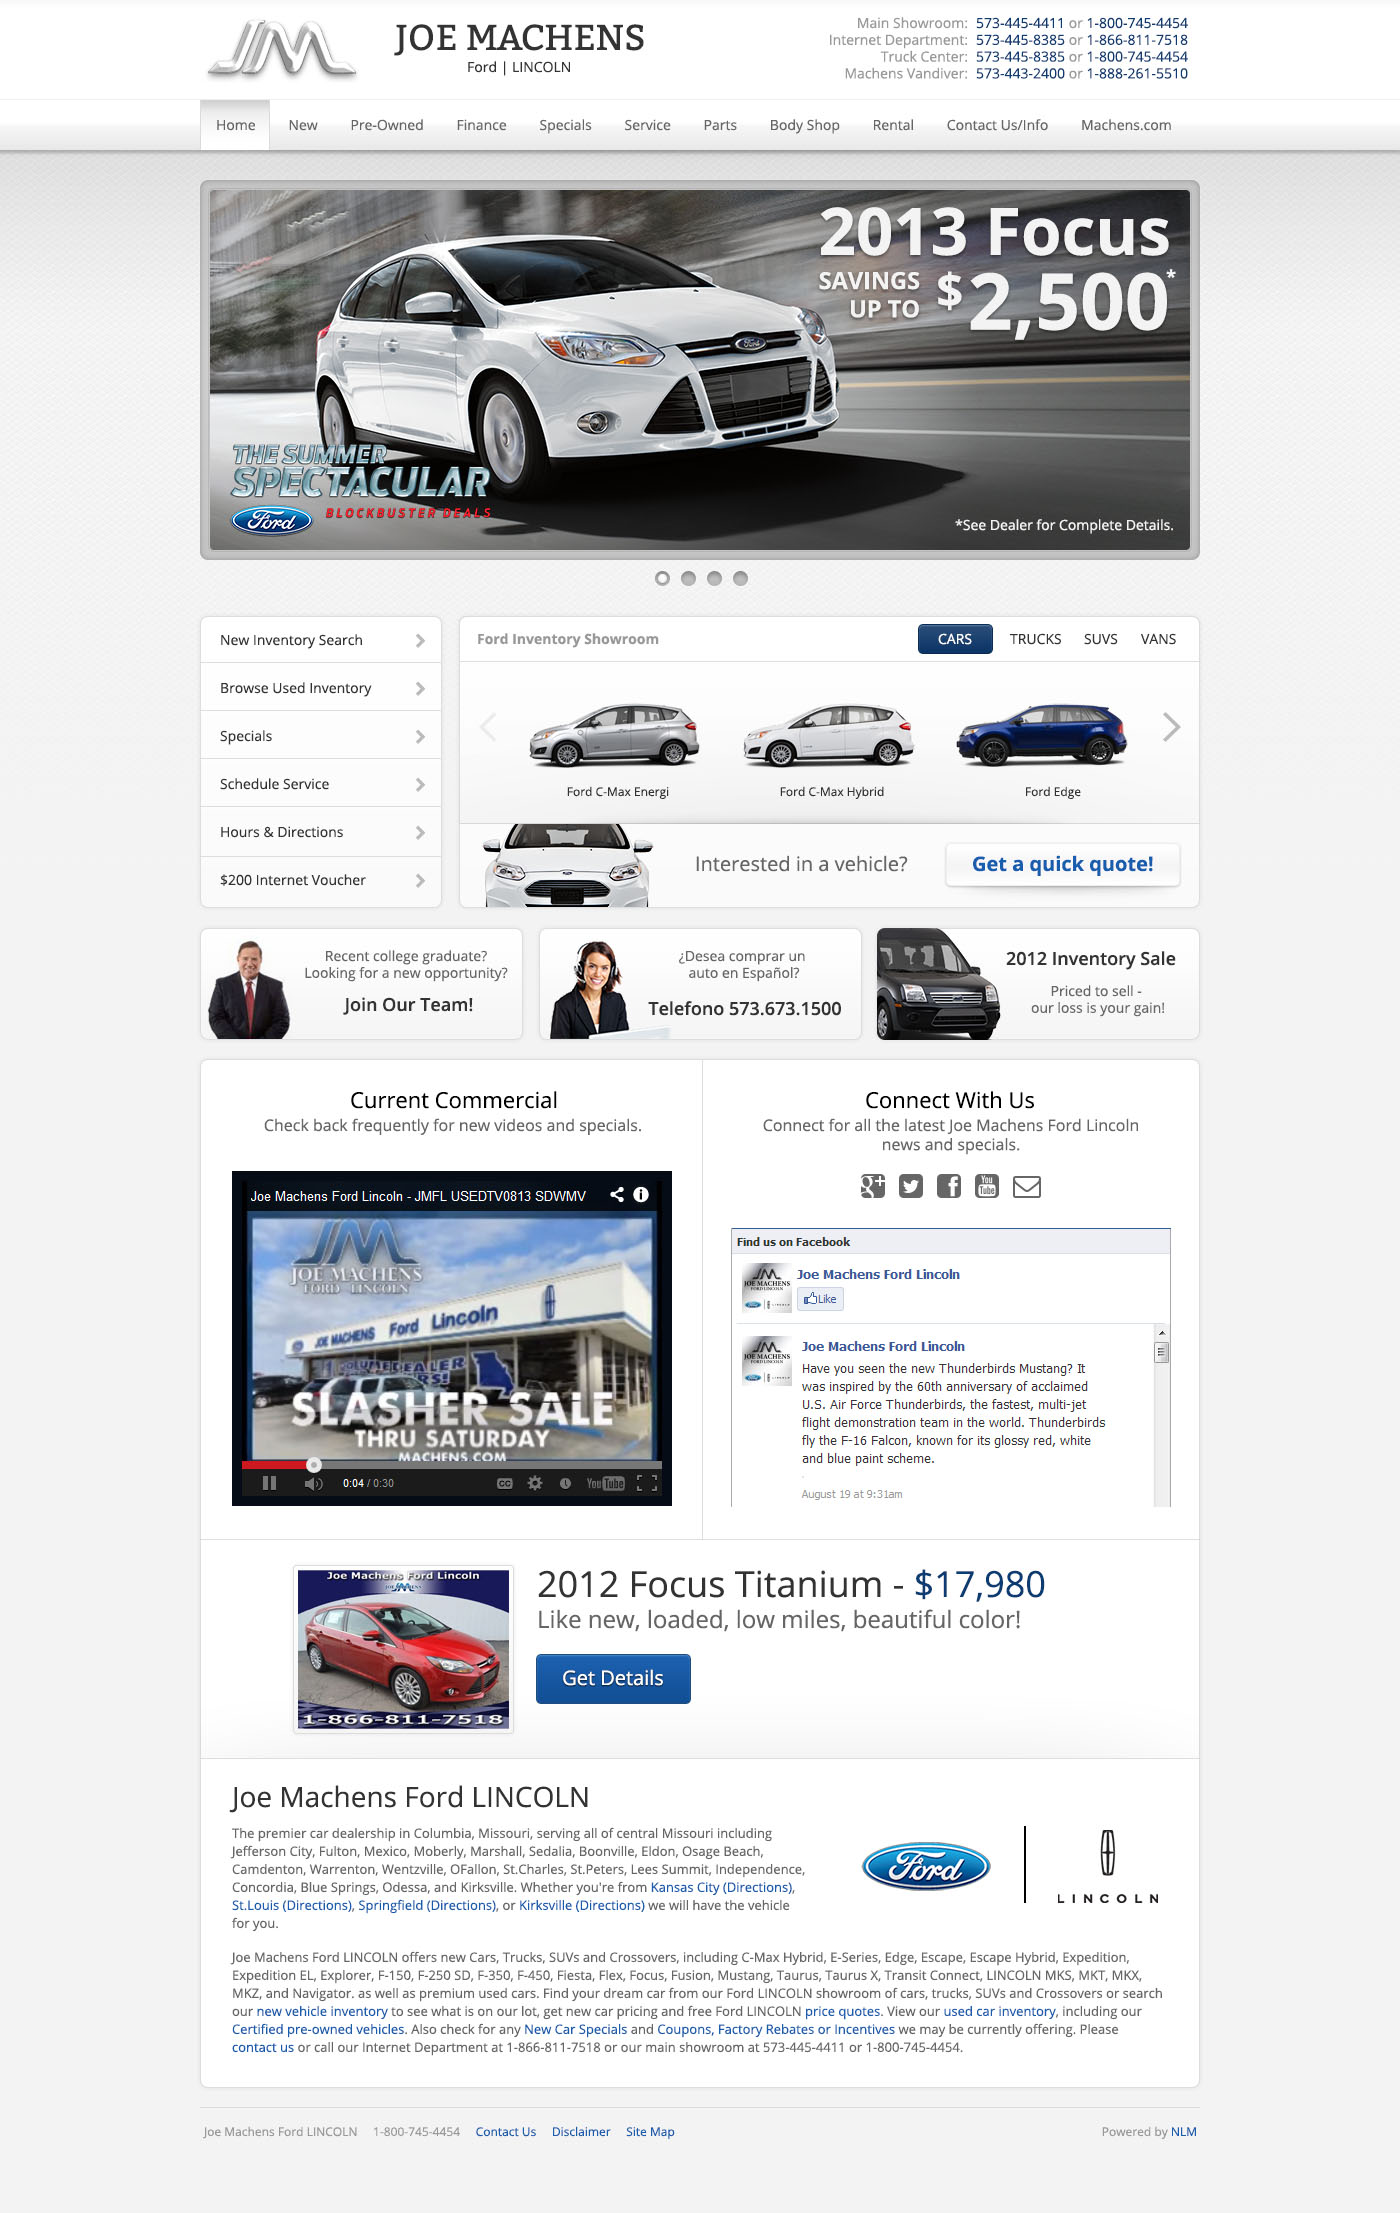 JOE MACHENS
Ford | LINCOLN
Main Showroom: 573-445-4411 or 1-800-745-4454
Internet Department: 573-445-8385 or 1-866-811-7518
Truck Center: 573-445-8385 or 1-800-745-4454
Machens Vandiver: 573-443-2400 or 1-888-261-5510
Home New Pre-Owned Finance Specials Service Parts Body Shop Rental Contact Us/Info Machens.com
2013 Focus
SAVINGS
UP TO $2,500*
THE SUMMER
SPECTACULAR
Ford BLOCKBUSTER DEALS
*See Dealer for Complete Details.
New Inventory Search
Browse Used Inventory
Specials
Schedule Service
Hours & Directions
$200 Internet Voucher
Ford Inventory Showroom CARS TRUCKS SUVS VANS
Ford C-Max Energi Ford C-Max Hybrid Ford Edge
Interested in a vehicle? Get a quick quote!
Recent college graduate?
Looking for a new opportunity?
Join Our Team!
¿Desea comprar un
auto en Español?
Telefono 573.673.1500
2012 Inventory Sale
Priced to sell -
our loss is your gain!
Current Commercial
Check back frequently for new videos and specials.
Joe Machens Ford Lincoln - JMFL USEDTV0813 SDWMV
JOE MACHENS
FORD LINCOLN
JOE MACHENS Ford Lincoln
VOLUME DEALER
SLASHER SALE
THRU SATURDAY
MACHENS.COM
0:04 / 0:30 CC YouTube
Connect With Us
Connect for all the latest Joe Machens Ford Lincoln
news and specials.
Find us on Facebook
Joe Machens Ford Lincoln
Like
Joe Machens Ford Lincoln
Have you seen the new Thunderbirds Mustang? It
was inspired by the 60th anniversary of acclaimed
U.S. Air Force Thunderbirds, the fastest, multi-jet
flight demonstration team in the world. Thunderbirds
fly the F-16 Falcon, known for its glossy red, white
and blue paint scheme.
August 19 at 9:31am
Joe Machens Ford Lincoln
1-866-811-7518
2012 Focus Titanium - $17,980
Like new, loaded, low miles, beautiful color!
Get Details
Joe Machens Ford LINCOLN
The premier car dealership in Columbia, Missouri, serving all of central Missouri including
Jefferson City, Fulton, Mexico, Moberly, Marshall, Sedalia, Boonville, Eldon, Osage Beach,
Camdenton, Warrenton, Wentzville, OFallon, St.Charles, St.Peters, Lees Summit, Independence,
Concordia, Blue Springs, Odessa, and Kirksville. Whether you're from Kansas City (Directions),
St.Louis (Directions), Springfield (Directions), or Kirksville (Directions) we will have the vehicle
for you.
Ford
LINCOLN
Joe Machens Ford LINCOLN offers new Cars, Trucks, SUVs and Crossovers, including C-Max Hybrid, E-Series, Edge, Escape, Escape Hybrid, Expedition,
Expedition EL, Explorer, F-150, F-250 SD, F-350, F-450, Fiesta, Flex, Focus, Fusion, Mustang, Taurus, Taurus X, Transit Connect, LINCOLN MKS, MKT, MKX,
MKZ, and Navigator. as well as premium used cars. Find your dream car from our Ford LINCOLN showroom of cars, trucks, SUVs and Crossovers or search
our new vehicle inventory to see what is on our lot, get new car pricing and free Ford LINCOLN price quotes. View our used car inventory, including our
Certified pre-owned vehicles. Also check for any New Car Specials and Coupons, Factory Rebates or Incentives we may be currently offering. Please
contact us or call our Internet Department at 1-866-811-7518 or our main showroom at 573-445-4411 or 1-800-745-4454.
Joe Machens Ford LINCOLN 1-800-745-4454 Contact Us Disclaimer Site Map
Powered by NLM